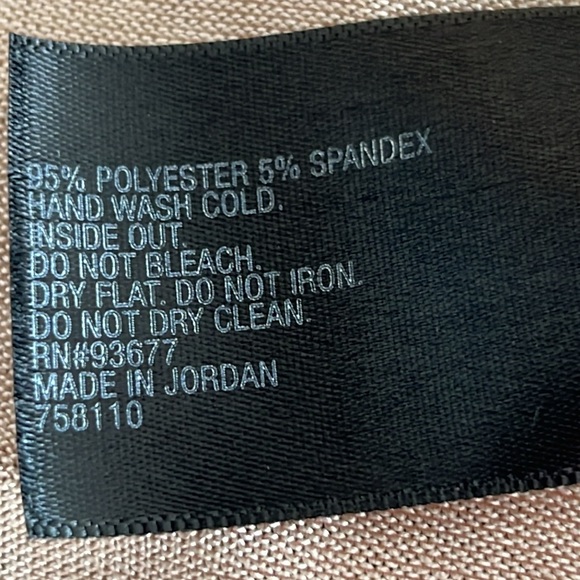 95% POLYESTER 5% SPANDEX
HAND WASH COLD.
INSIDE OUT.
DO NOT BLEACH.
DRY FLAT. DO NOT IRON.
DO NOT DRY CLEAN.
RN#93677
MADE IN JORDAN
758110